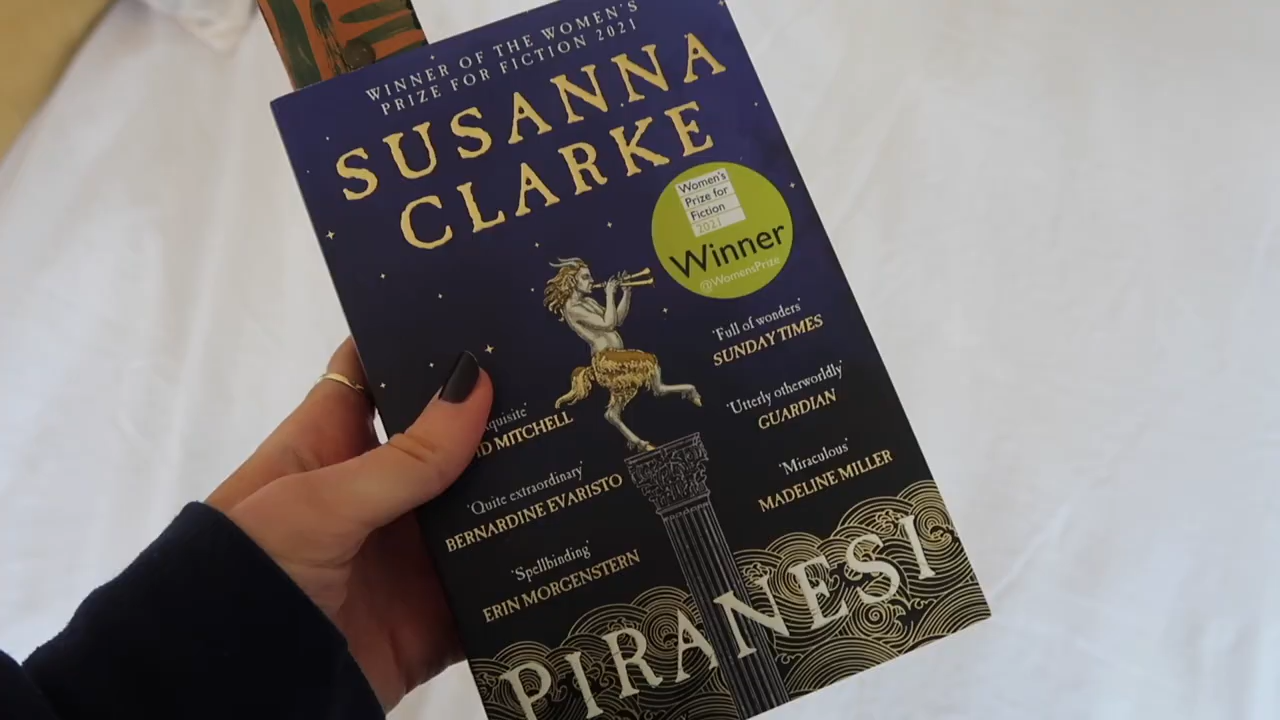 WINNER OF THE WOMEN'S
PRIZE FOR FICTION 2021
SUSANNA
CLARKE
Women's
Prize for
Fiction
2021
Winner
@WomensPrize
'Full of wonders'
SUNDAY TIMES
'Utterly otherworldly'
GUARDIAN
'Miraculous'
MADELINE MILLER
MITCHELL
'Quite extraordinary'
BERNARDINE EVARISTO
'Spellbinding'
ERIN MORGENSTERN
PIRANESI